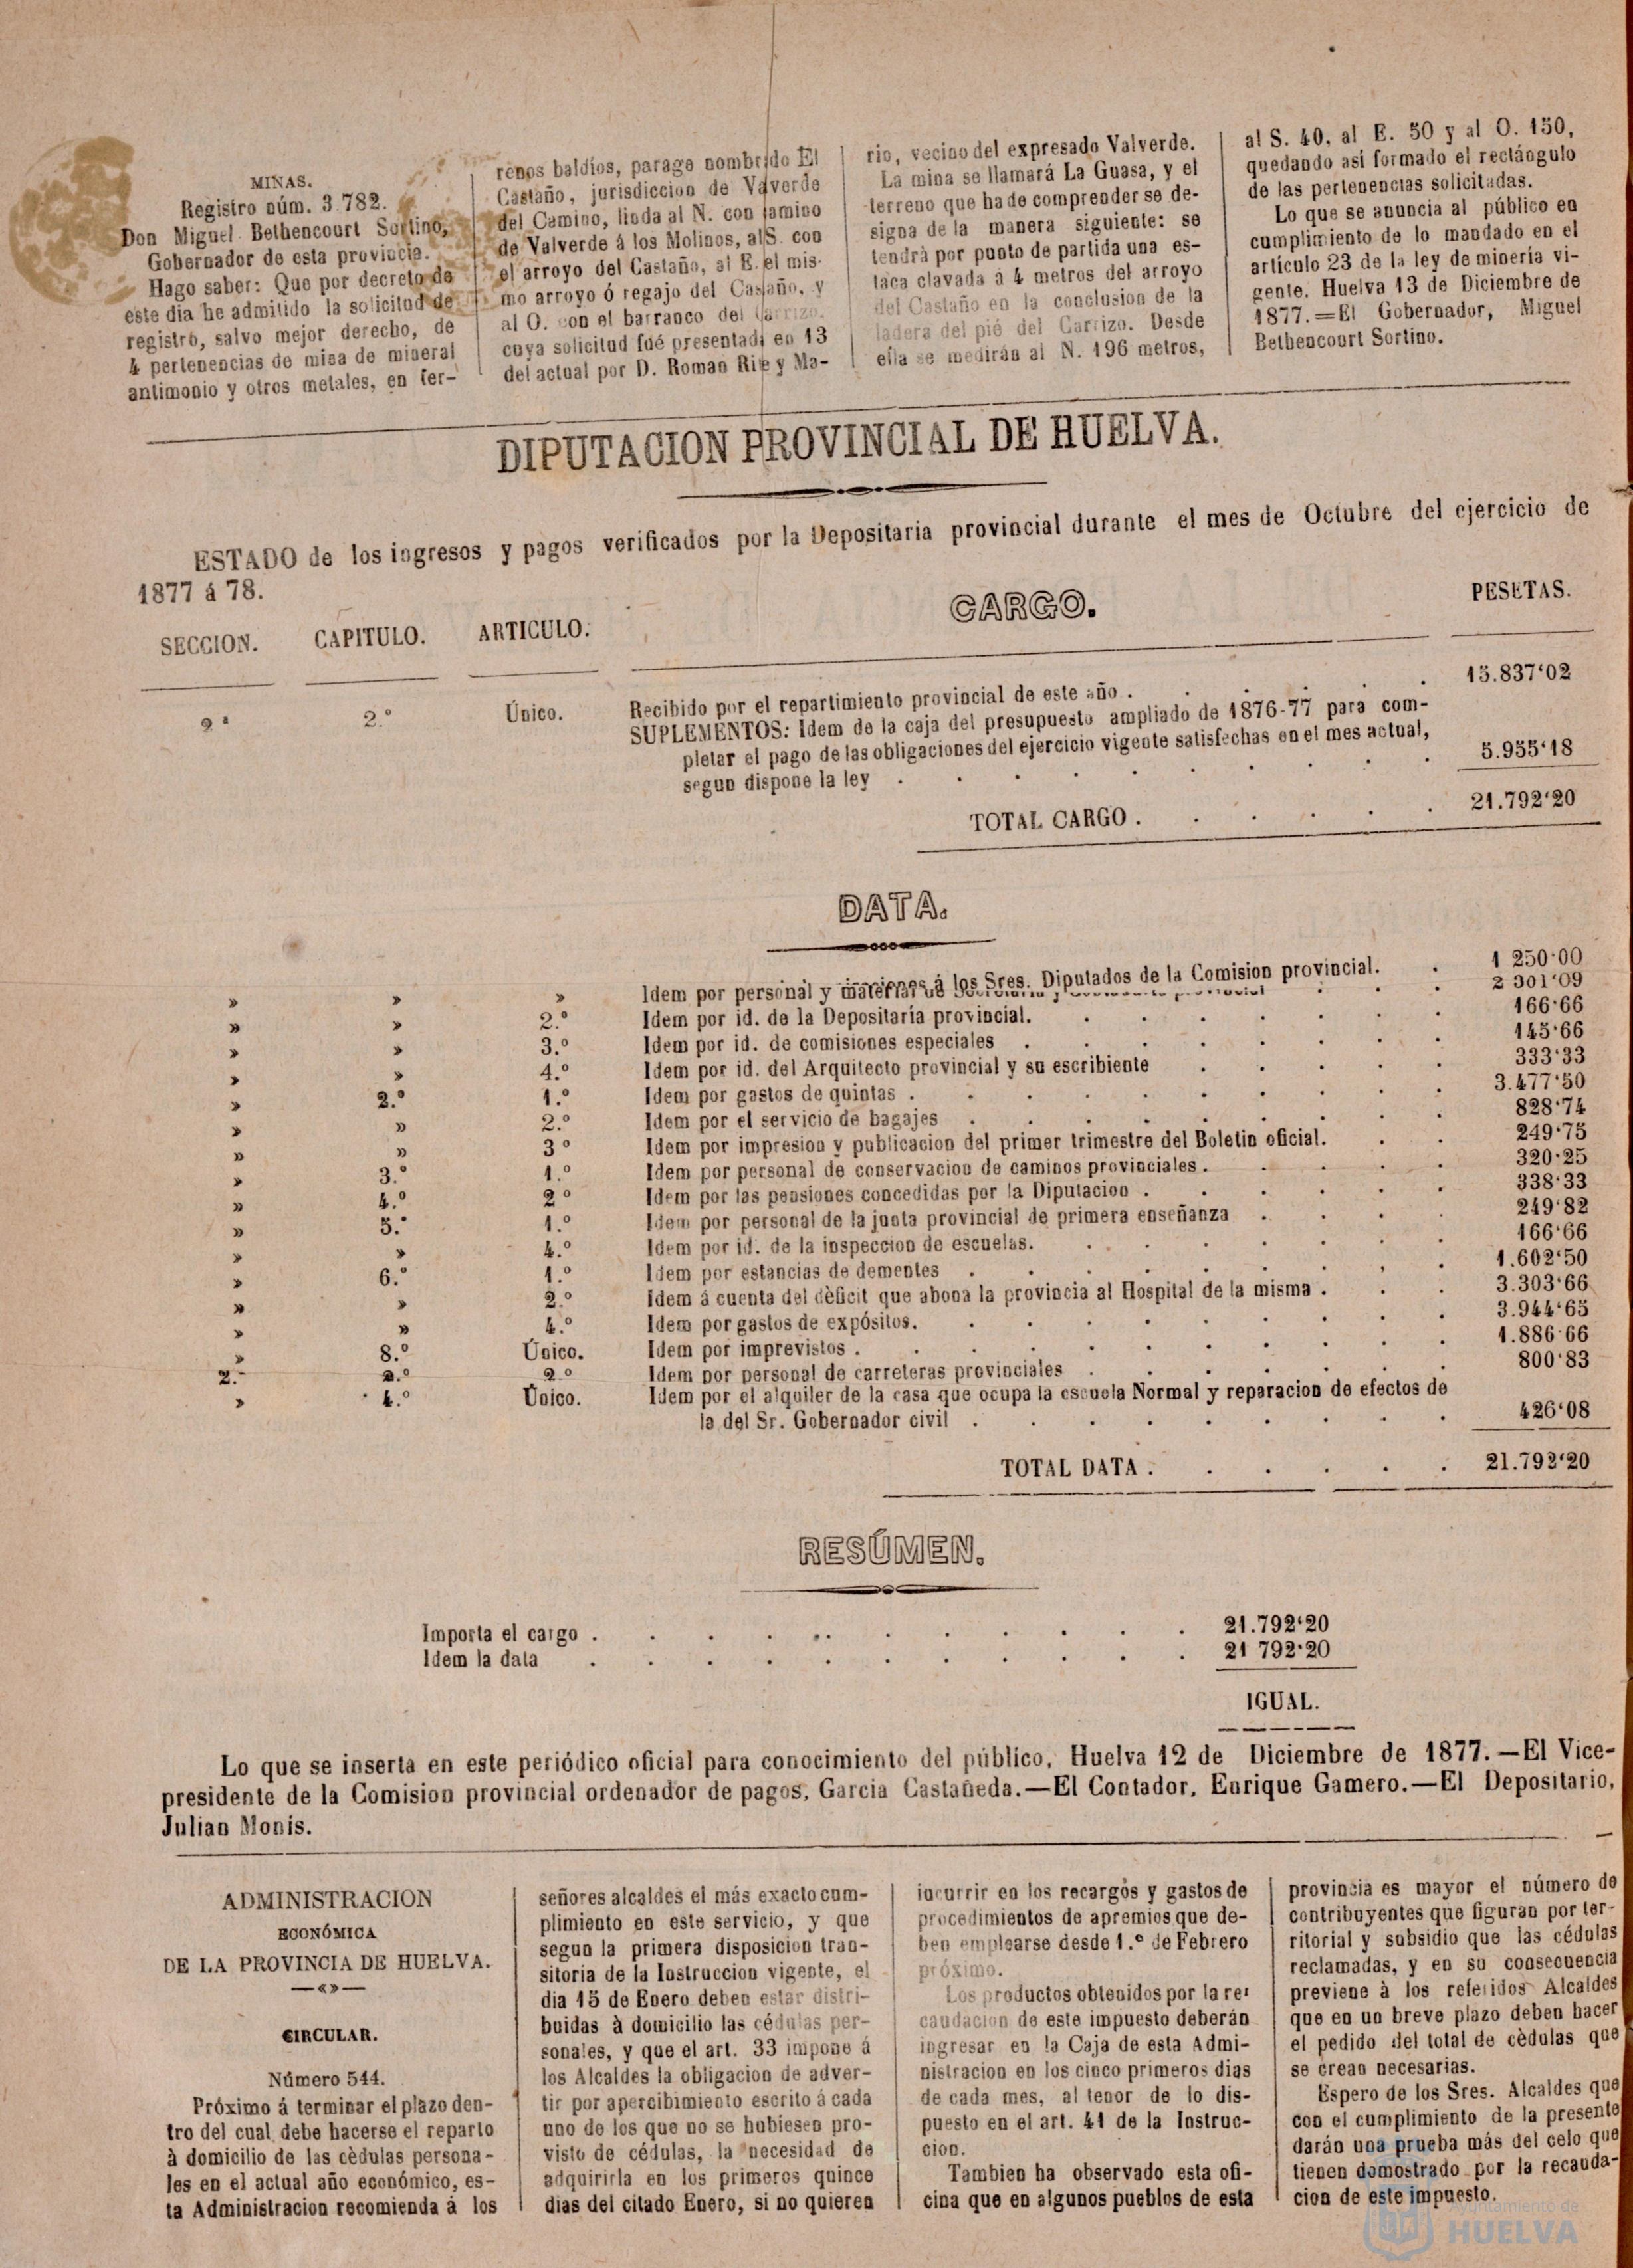 MINAS.
Registro núm. 3 782.
Don Miguel Bethencourt Sortino,
Gobernador de esta provincia.
Hago saber: Que por decreto de
este dia he admitido la solicitud de
registro, salvo mejor derecho, de
4 pertenencias de mina de mineral
antimonio y otros metales, en ter-
renos baldíos, parage nombrado El
Castaño, jurisdiccion de Valverde
del Camino, linda al N. con camino
de Valverde á los Molinos, al S. con
el arroyo del Castaño, al E. el mis-
mo arroyo ó regajo del Castaño, y
al O. con el barranco del Carrizo.
cuya solicitud fué presentada en 13
del actual por D. Roman Rite y Ma-
rio, vecino del expresado Valverde.
La mina se llamará La Guasa, y el
terreno que ha de comprender se de-
signa de la manera siguiente: se
tendrá por punto de partida una es-
taca clavada á 4 metros del arroyo
del Castaño en la conclusion de la
ladera del pié del Carrizo. Desde
ella se medirán al N. 196 metros,
al S. 40, al E. 50 y al O. 150,
quedando así formado el rectángulo
de las pertenencias solicitadas.
Lo que se anuncia al público en
cumplimiento de lo mandado en el
artículo 23 de la ley de minería vi-
gente. Huelva 13 de Diciembre de
1877.=El Gobernador, Miguel
Bethencourt Sortino.
DIPUTACION PROVINCIAL DE HUELVA.
ESTADO de los ingresos y pagos verificados por la Depositaria provincial durante el mes de Octubre del ejercicio de
1877 á 78.
SECCION. CAPITULO. ARTICULO. CARGO. PESETAS.
2.ª 2.º Único. Recibido por el repartimiento provincial de este año . . . . . . 15.837‘02
SUPLEMENTOS: Idem de la caja del presupuesto ampliado de 1876-77 para com-
pletar el pago de las obligaciones del ejercicio vigente satisfechas en el mes actual,
segun dispone la ley . . . . . . . . . . 5.955‘18
TOTAL CARGO . . . . . . 21.792‘20
DATA.
á los Sres. Diputados de la Comision provincial. . 1 250·00
» » » Idem por personal y material de Secretaria y Contaduria provincial . . . 2 301‘09
» » 2.º Idem por id. de la Depositaría provincial. . . . . . . . 166·66
» » 3.º Idem por id. de comisiones especiales . . . . . . . . 145·66
» » 4.º Idem por id. del Arquitecto provincial y su escribiente . . . . . 333‘33
» 2.º 1.º Idem por gastos de quintas . . . . . . . . . . 3.477‘50
» » 2.º Idem por el servicio de bagajes . . . . . . . . . 828‘74
» » 3º Idem por impresion y publicacion del primer trimestre del Boletin oficial. . . 249‘75
» 3.º 1.º Idem por personal de conservacion de caminos provinciales . . . . . 320·25
» 4.º 2º Idem por las pensiones concedidas por la Diputacion . . . . . . 338·33
» 5.º 1.º Idem por personal de la junta provincial de primera enseñanza . . . . 249·82
» » 4.º Idem por id. de la inspeccion de escuelas. . . . . . . . 166·66
» 6.º 1.º Idem por estancias de dementes . . . . . . . . . 1.602‘50
» » 2.º Idem á cuenta del dèficit que abona la provincia al Hospital de la misma . . . 3.303‘66
» » 4.º Idem por gastos de expósitos. . . . . . . . . . 3.944‘65
» 8.º Único. Idem por imprevistos . . . . . . . . . . . 1.886·66
2.ª 2.º 2.º Idem por personal de carreteras provinciales . . . . . . . 800·83
» 4.º Único. Idem por el alquiler de la casa que ocupa la escuela Normal y reparacion de efectos de
la del Sr. Gobernador civil . . . . . . . . . 426‘08
TOTAL DATA . . . . . . 21.792‘20
RESÚMEN.
Importa el cargo . . . . . . . . . . . 21.792‘20
Idem la data . . . . . . . . . . . 21 792·20
IGUAL.
Lo que se inserta en este periódico oficial para conocimiento del público, Huelva 12 de Diciembre de 1877.—El Vice-
presidente de la Comision provincial ordenador de pagos, Garcia Castañeda.—El Contador, Enrique Gamero.—El Depositario,
Julian Monis.
ADMINISTRACION
ECONÓMICA
DE LA PROVINCIA DE HUELVA.
—«»—
CIRCULAR.
Número 544.
Próximo á terminar el plazo den-
tro del cual debe hacerse el reparto
à domicilio de las cèdulas persona-
les en el actual año económico, es-
ta Administracion recomienda á los
señores alcaldes el más exacto cum-
plimiento en este servicio, y que
segun la primera disposicion tran-
sitoria de la Instruccion vigente, el
dia 15 de Enero deben estar distri-
buidas à domicilio las cédulas per-
sonales, y que el art. 33 impone á
los Alcaldes la obligacion de adver-
tir por apercibimiento escrito á cada
uno de los que no se hubiesen pro-
visto de cédulas, la necesidad de
adquirirla en los primeros quince
dias del citado Enero, si no quieren
incurrir en los recargos y gastos de
procedimientos de apremios que de-
ben emplearse desde 1.º de Febrero
próximo.
Los productos obtenidos por la re-
caudacion de este impuesto deberán
ingresar en la Caja de esta Admi-
nistracion en los cinco primeros dias
de cada mes, al tenor de lo dis-
puesto en el art. 41 de la Instruc-
cion.
Tambien ha observado esta ofi-
cina que en algunos pueblos de esta
provincia es mayor el número de
contribuyentes que figuran por ter-
ritorial y subsidio que las cédulas
reclamadas, y en su consecuencia
previene à los referidos Alcaldes
que en un breve plazo deben hacer
el pedido del total de cèdulas que
se crean necesarias.
Espero de los Sres. Alcaldes que
con el cumplimiento de la presente
darán una prueba más del celo que
tienen domostrado por la recauda-
cion de este impuesto.
Ayuntamiento de
HUELVA